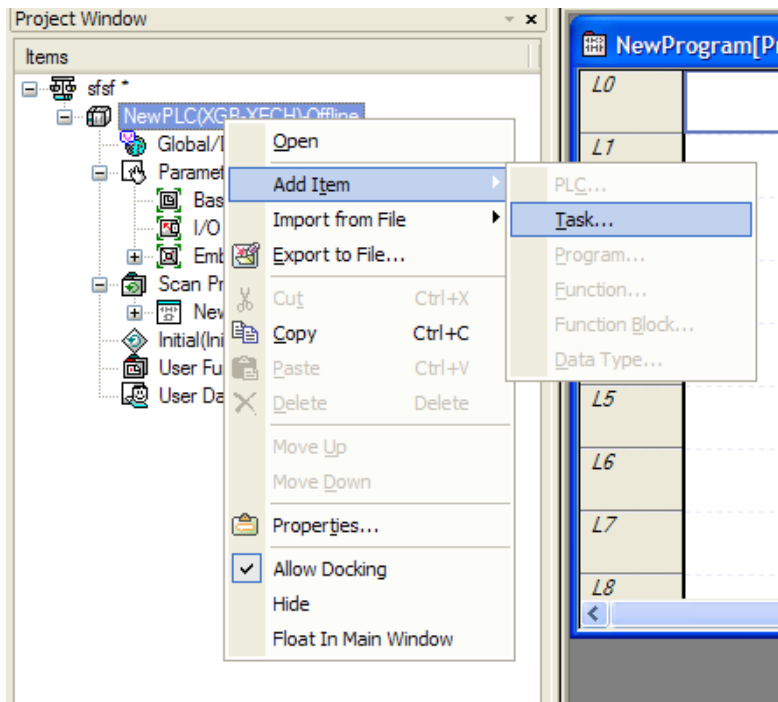 Project Window
Items
sfsf *
NewPLC(XGB-XECH)-Offline
Global/
Paramet
Bas
I/O
Emb
Scan Pr
New
Initial(Ini
User Fu
User Da
Open
Add Item
Import from File
Export to File...
Cut Ctrl+X
Copy Ctrl+C
Paste Ctrl+V
Delete Delete
Move Up
Move Down
Properties...
Allow Docking
Hide
Float In Main Window
PLC...
Task...
Program...
Function...
Function Block...
Data Type...
NewProgram[P
L0
L1
L5
L6
L7
L8